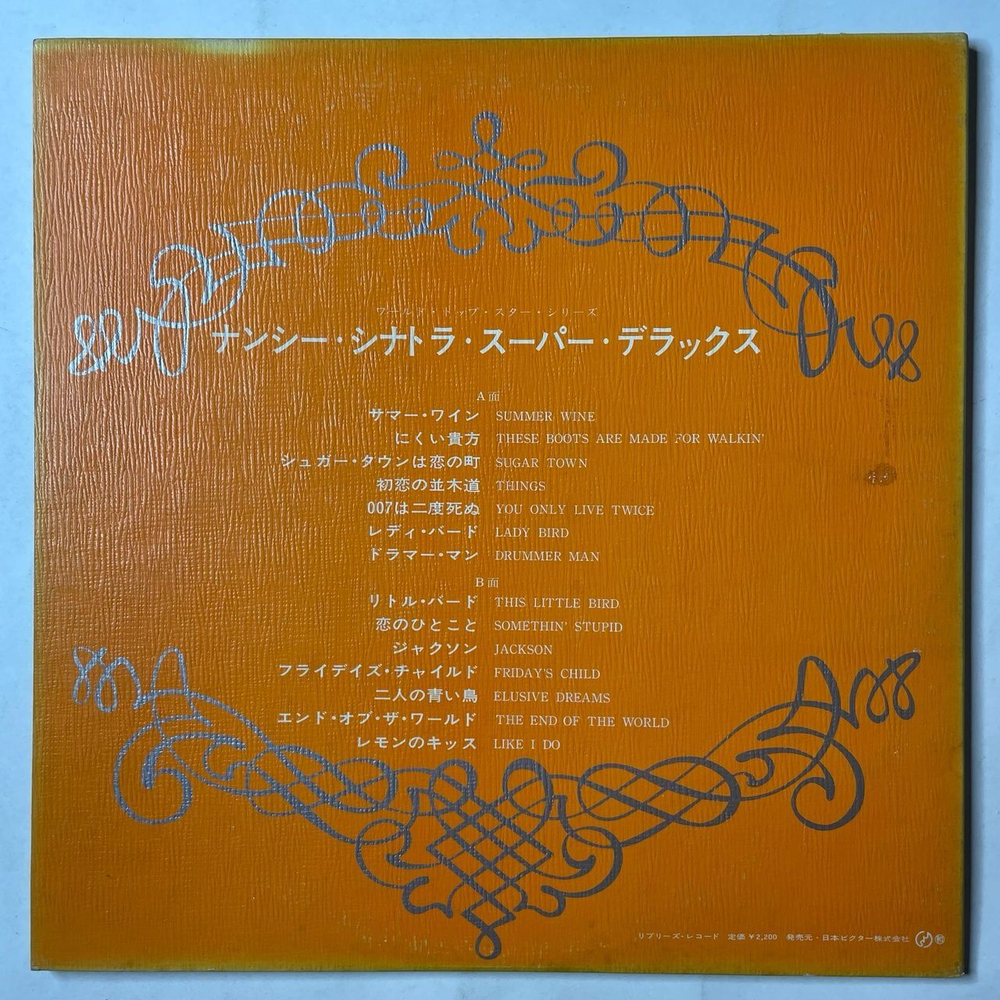 ワールド・トップ・スター・シリーズ
ナンシー・シナトラ・スーパー・デラックス
A面
サマー・ワイン SUMMER WINE
にくい貴方 THESE BOOTS ARE MADE FOR WALKIN'
シュガー・タウンは恋の町 SUGAR TOWN
初恋の並木道 THINGS
007は二度死ぬ YOU ONLY LIVE TWICE
レディ・バード LADY BIRD
ドラマー・マン DRUMMER MAN
B面
リトル・バード THIS LITTLE BIRD
恋のひとこと SOMETHIN' STUPID
ジャクソン JACKSON
フライデイズ・チャイルド FRIDAY'S CHILD
二人の青い鳥 ELUSIVE DREAMS
エンド・オブ・ザ・ワールド THE END OF THE WORLD
レモンのキッス LIKE I DO
リプリーズ・レコード 定価 ¥2,200 発売元・日本ビクター株式会社